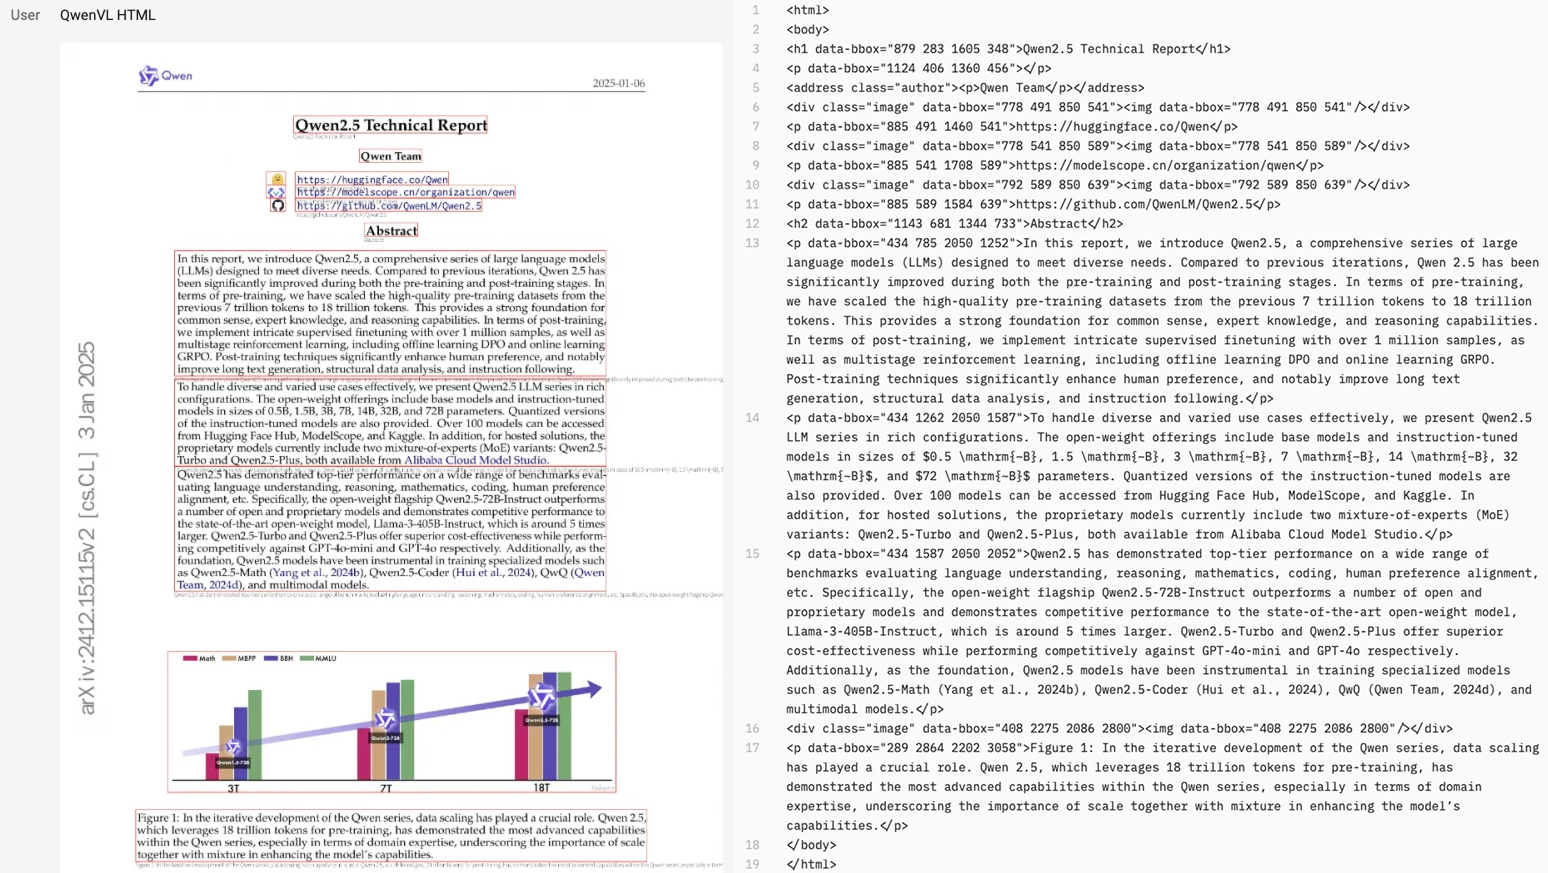 User QwenVL HTML
Qwen
2025-01-06
Qwen2.5 Technical Report
Qwen Team
https://huggingface.co/Qwen
https://modelscope.cn/organization/qwen
https://github.com/QwenLM/Qwen2.5
Abstract
In this report, we introduce Qwen2.5, a comprehensive series of large language models
(LLMs) designed to meet diverse needs. Compared to previous iterations, Qwen 2.5 has
been significantly improved during both the pre-training and post-training stages. In
terms of pre-training, we have scaled the high-quality pre-training datasets from the
previous 7 trillion tokens to 18 trillion tokens. This provides a strong foundation for
common sense, expert knowledge, and reasoning capabilities. In terms of post-training,
we implement intricate supervised finetuning with over 1 million samples, as well as
multistage reinforcement learning, including offline learning DPO and online learning
GRPO. Post-training techniques significantly enhance human preference, and notably
improve long text generation, structural data analysis, and instruction following.
To handle diverse and varied use cases effectively, we present Qwen2.5 LLM series in rich
configurations. The open-weight offerings include base models and instruction-tuned
models in sizes of 0.5B, 1.5B, 3B, 7B, 14B, 32B, and 72B parameters. Quantized versions
of the instruction-tuned models are also provided. Over 100 models can be accessed
from Hugging Face Hub, ModelScope, and Kaggle. In addition, for hosted solutions, the
proprietary models currently include two mixture-of-experts (MoE) variants: Qwen2.5-
Turbo and Qwen2.5-Plus, both available from Alibaba Cloud Model Studio.
Qwen2.5 has demonstrated top-tier performance on a wide range of benchmarks eval-
uating language understanding, reasoning, mathematics, coding, human preference
alignment, etc. Specifically, the open-weight flagship Qwen2.5-72B-Instruct outperforms
a number of open and proprietary models and demonstrates competitive performance to
the state-of-the-art open-weight model, Llama-3-405B-Instruct, which is around 5 times
larger. Qwen2.5-Turbo and Qwen2.5-Plus offer superior cost-effectiveness while perform-
ing competitively against GPT-4o-mini and GPT-4o respectively. Additionally, as the
foundation, Qwen2.5 models have been instrumental in training specialized models such
as Qwen2.5-Math (Yang et al., 2024b), Qwen2.5-Coder (Hui et al., 2024), QwQ (Qwen
Team, 2024d), and multimodal models.
arXiv:2412.15115v2 [cs.CL] 3 Jan 2025
Math MBPP BBH MMLU
Qwen1.5-72B
Qwen2-72B
Qwen2.5-72B
3T 7T 18T tokens
Figure 1: In the iterative development of the Qwen series, data scaling has played a crucial role. Qwen 2.5,
which leverages 18 trillion tokens for pre-training, has demonstrated the most advanced capabilities
within the Qwen series, especially in terms of domain expertise, underscoring the importance of scale
together with mixture in enhancing the model's capabilities.
1 <html>
2 <body>
3 <h1 data-bbox="879 283 1605 348">Qwen2.5 Technical Report</h1>
4 <p data-bbox="1124 406 1360 456"></p>
5 <address class="author"><p>Qwen Team</p></address>
6 <div class="image" data-bbox="778 491 850 541"><img data-bbox="778 491 850 541"/></div>
7 <p data-bbox="885 491 1460 541">https://huggingface.co/Qwen</p>
8 <div class="image" data-bbox="778 541 850 589"><img data-bbox="778 541 850 589"/></div>
9 <p data-bbox="885 541 1708 589">https://modelscope.cn/organization/qwen</p>
10 <div class="image" data-bbox="792 589 850 639"><img data-bbox="792 589 850 639"/></div>
11 <p data-bbox="885 589 1584 639">https://github.com/QwenLM/Qwen2.5</p>
12 <h2 data-bbox="1143 681 1344 733">Abstract</h2>
13 <p data-bbox="434 785 2050 1252">In this report, we introduce Qwen2.5, a comprehensive series of large
language models (LLMs) designed to meet diverse needs. Compared to previous iterations, Qwen 2.5 has been
significantly improved during both the pre-training and post-training stages. In terms of pre-training,
we have scaled the high-quality pre-training datasets from the previous 7 trillion tokens to 18 trillion
tokens. This provides a strong foundation for common sense, expert knowledge, and reasoning capabilities.
In terms of post-training, we implement intricate supervised finetuning with over 1 million samples, as
well as multistage reinforcement learning, including offline learning DPO and online learning GRPO.
Post-training techniques significantly enhance human preference, and notably improve long text
generation, structural data analysis, and instruction following.</p>
14 <p data-bbox="434 1262 2050 1587">To handle diverse and varied use cases effectively, we present Qwen2.5
LLM series in rich configurations. The open-weight offerings include base models and instruction-tuned
models in sizes of $0.5 \mathrm{~B}, 1.5 \mathrm{~B}, 3 \mathrm{~B}, 7 \mathrm{~B}, 14 \mathrm{~B}, 32
\mathrm{~B}$, and $72 \mathrm{~B}$ parameters. Quantized versions of the instruction-tuned models are
also provided. Over 100 models can be accessed from Hugging Face Hub, ModelScope, and Kaggle. In
addition, for hosted solutions, the proprietary models currently include two mixture-of-experts (MoE)
variants: Qwen2.5-Turbo and Qwen2.5-Plus, both available from Alibaba Cloud Model Studio.</p>
15 <p data-bbox="434 1587 2050 2052">Qwen2.5 has demonstrated top-tier performance on a wide range of
benchmarks evaluating language understanding, reasoning, mathematics, coding, human preference alignment,
etc. Specifically, the open-weight flagship Qwen2.5-72B-Instruct outperforms a number of open and
proprietary models and demonstrates competitive performance to the state-of-the-art open-weight model,
Llama-3-405B-Instruct, which is around 5 times larger. Qwen2.5-Turbo and Qwen2.5-Plus offer superior
cost-effectiveness while performing competitively against GPT-4o-mini and GPT-4o respectively.
Additionally, as the foundation, Qwen2.5 models have been instrumental in training specialized models
such as Qwen2.5-Math (Yang et al., 2024b), Qwen2.5-Coder (Hui et al., 2024), QwQ (Qwen Team, 2024d), and
multimodal models.</p>
16 <div class="image" data-bbox="408 2275 2086 2800"><img data-bbox="408 2275 2086 2800"/></div>
17 <p data-bbox="289 2864 2202 3058">Figure 1: In the iterative development of the Qwen series, data scaling
has played a crucial role. Qwen 2.5, which leverages 18 trillion tokens for pre-training, has
demonstrated the most advanced capabilities within the Qwen series, especially in terms of domain
expertise, underscoring the importance of scale together with mixture in enhancing the model's
capabilities.</p>
18 </body>
19 </html>